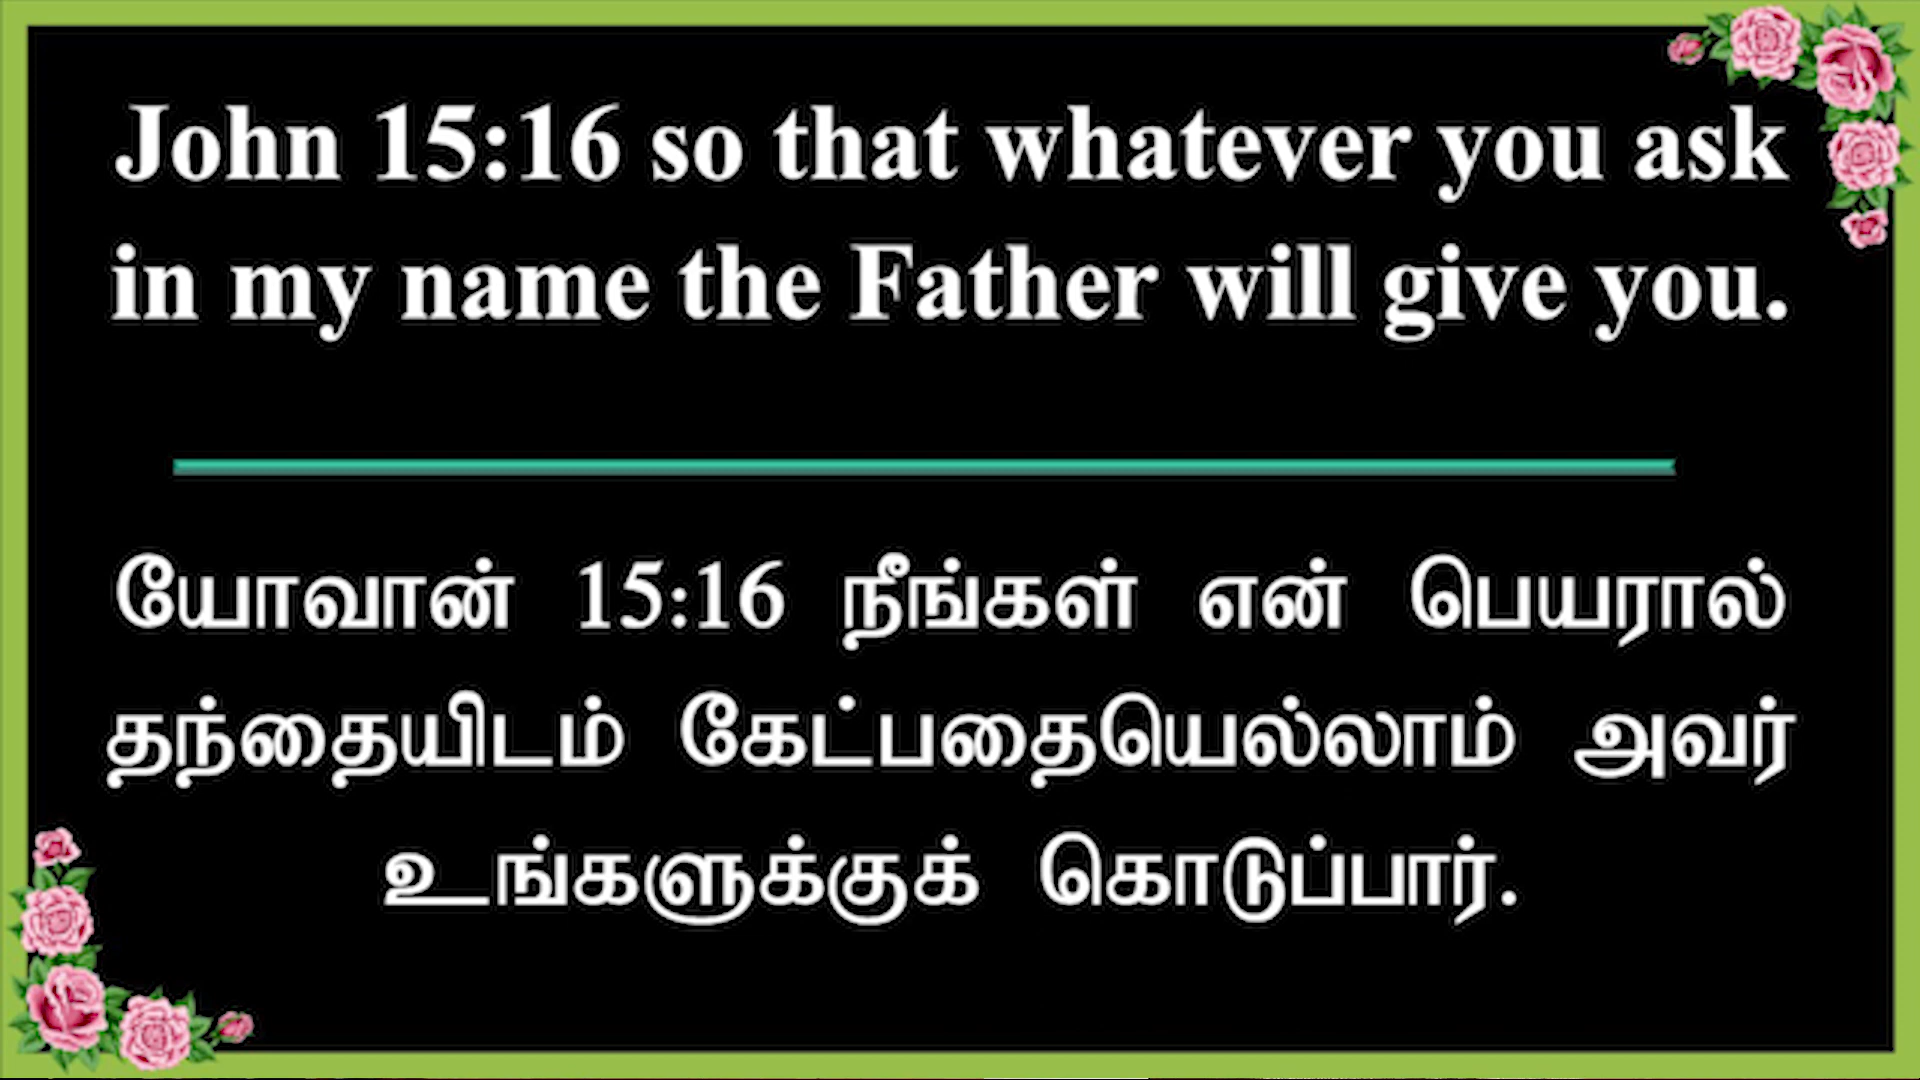 John 15:16 so that whatever you ask
in my name the Father will give you.
யோவான் 15:16 நீங்கள் என் பெயரால்
தந்தையிடம் கேட்பதையெல்லாம் அவர்
உங்களுக்குக் கொடுப்பார்.